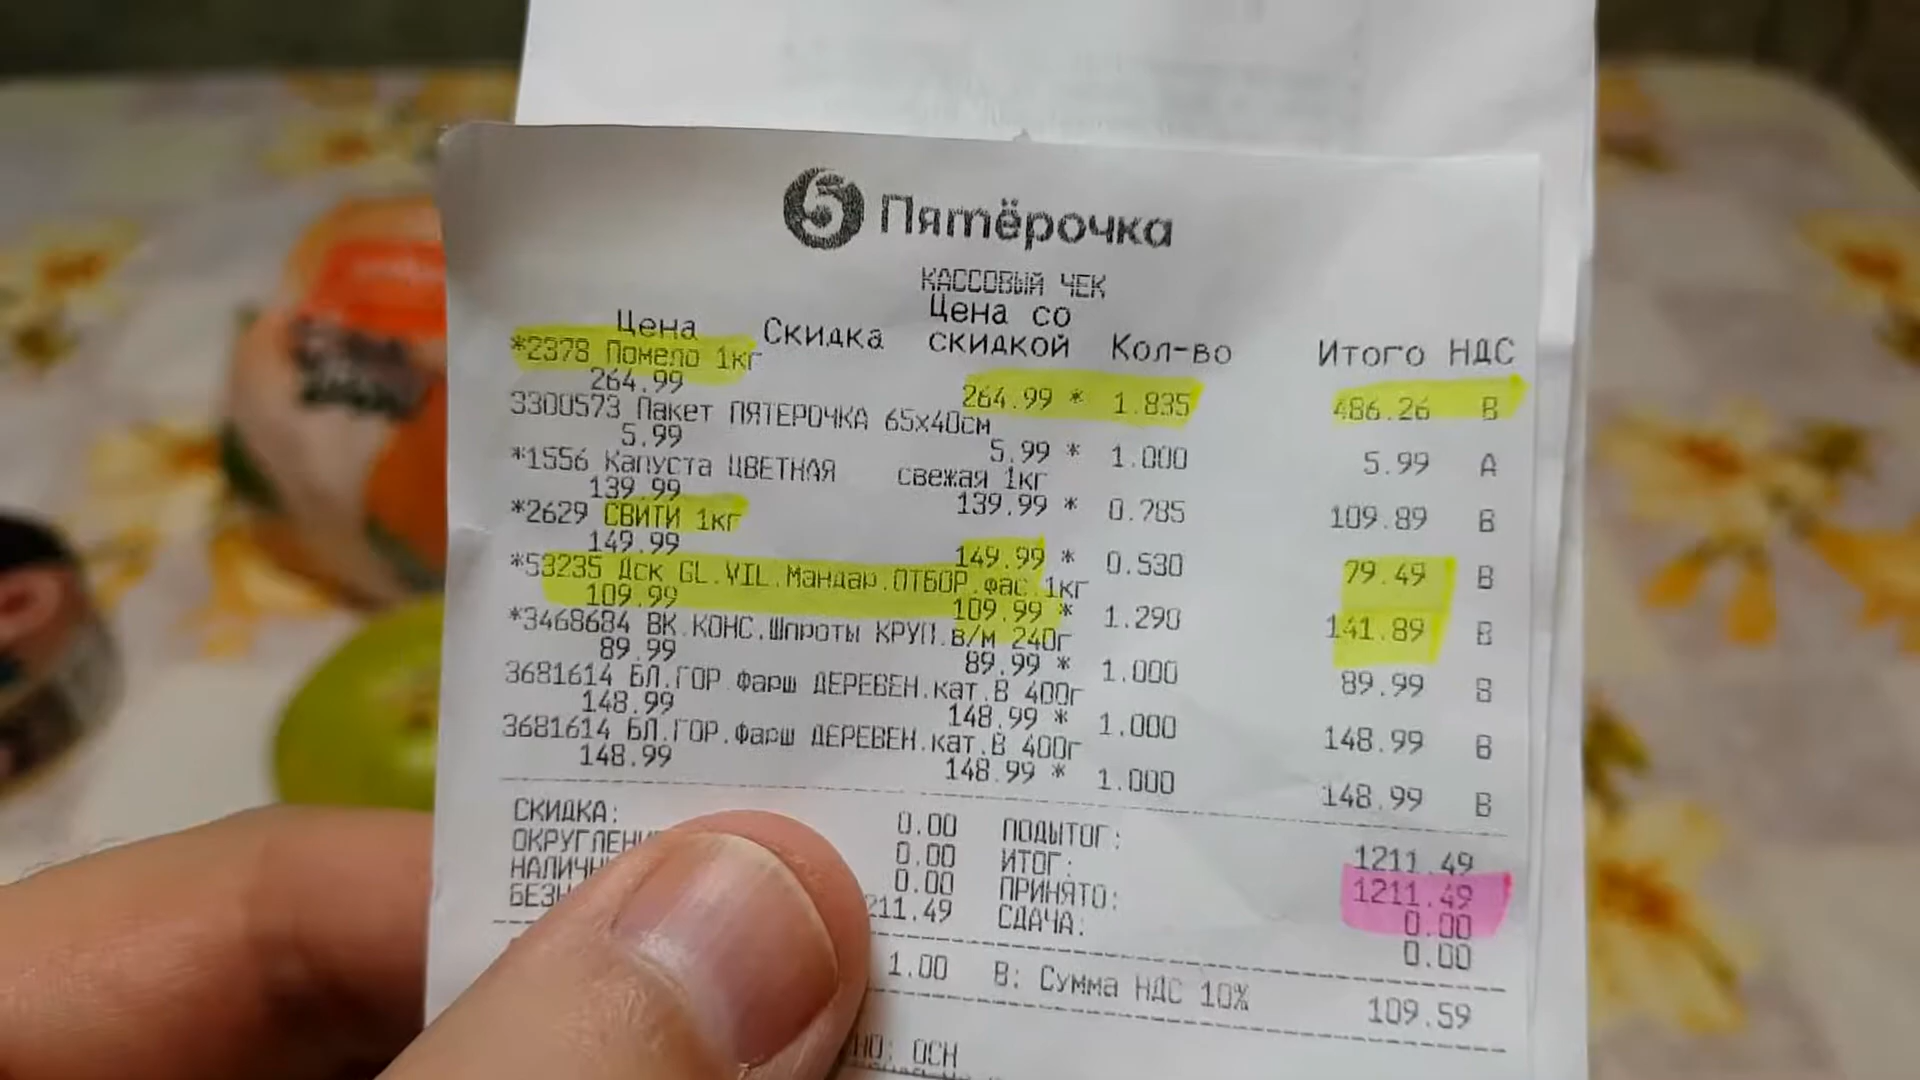 5 Пятёрочка
КАССОВЫЙ ЧЕК
Цена Скидка Цена со скидкой Кол-во Итого НДС
*2378 Помело 1кг
264.99 264.99 * 1.835 486.26 В
3300573 Пакет ПЯТЕРОЧКА 65х40см
5.99 5.99 * 1.000 5.99 А
*1556 Капуста ЦВЕТНАЯ свежая 1кг
139.99 139.99 * 0.785 109.89 В
*2629 СВИТИ 1кг
149.99 149.99 * 0.530 79.49 В
*53235 Дск GL.VIL.Мандар.ОТБОР.фас.1кг
109.99 109.99 * 1.290 141.89 В
*3468684 ВК.КОНС.Шпроты КРУП.в/м 240г
89.99 89.99 * 1.000 89.99 В
3681614 БЛ.ГОР.Фарш ДЕРЕВЕН.кат.В 400г
148.99 148.99 * 1.000 148.99 В
3681614 БЛ.ГОР.Фарш ДЕРЕВЕН.кат.В 400г
148.99 148.99 * 1.000 148.99 В
СКИДКА: 0.00 ПОДЫТОГ: 1211.49
0.00 ИТОГ: 1211.49
0.00 ПРИНЯТО: 0.00
211.49 СДАЧА: 0.00
1.00 В: Сумма НДС 10% 109.59
ОСН